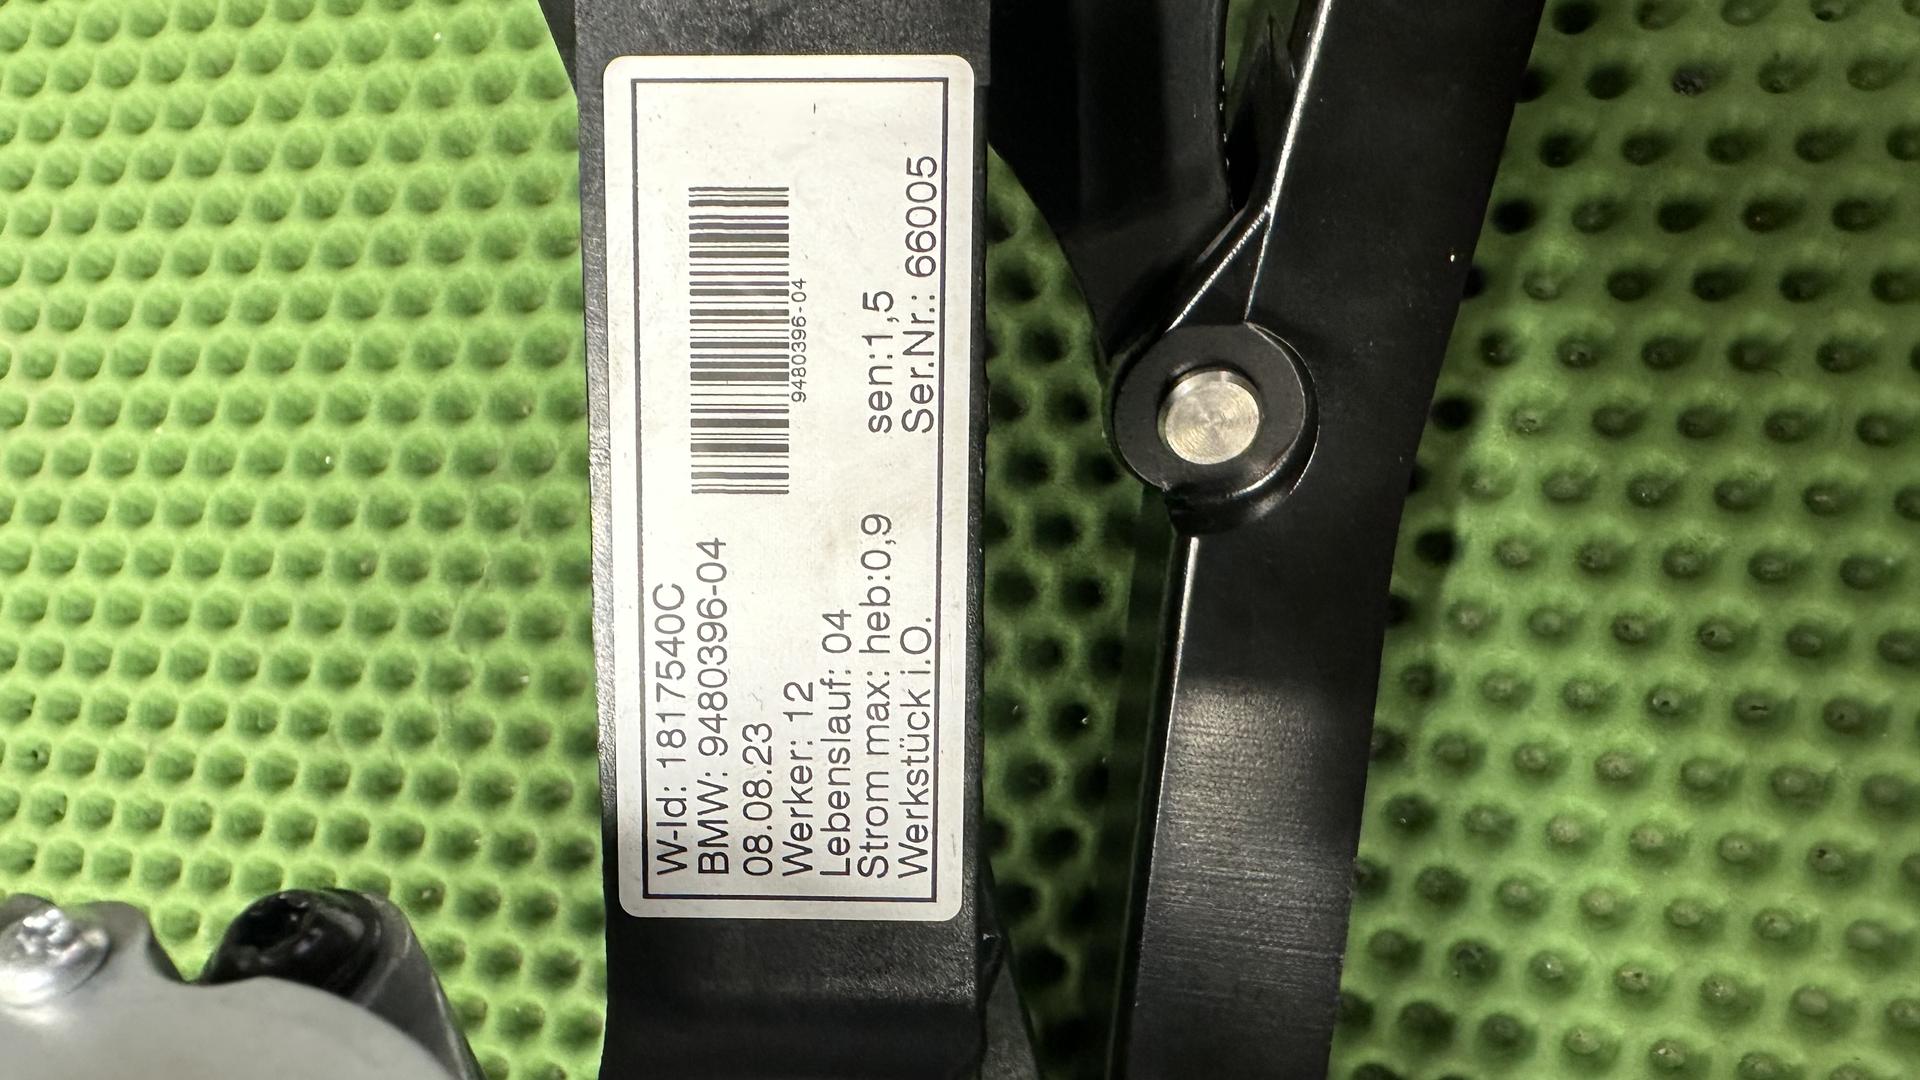 W-Id: 1817540C
BMW: 9480396-04
08.08.23
9480396-04
Werker: 12
Lebenslauf: 04
Strom max: heb:0,9 sen:1,5
Werkstück i.O. Ser.Nr.: 66005